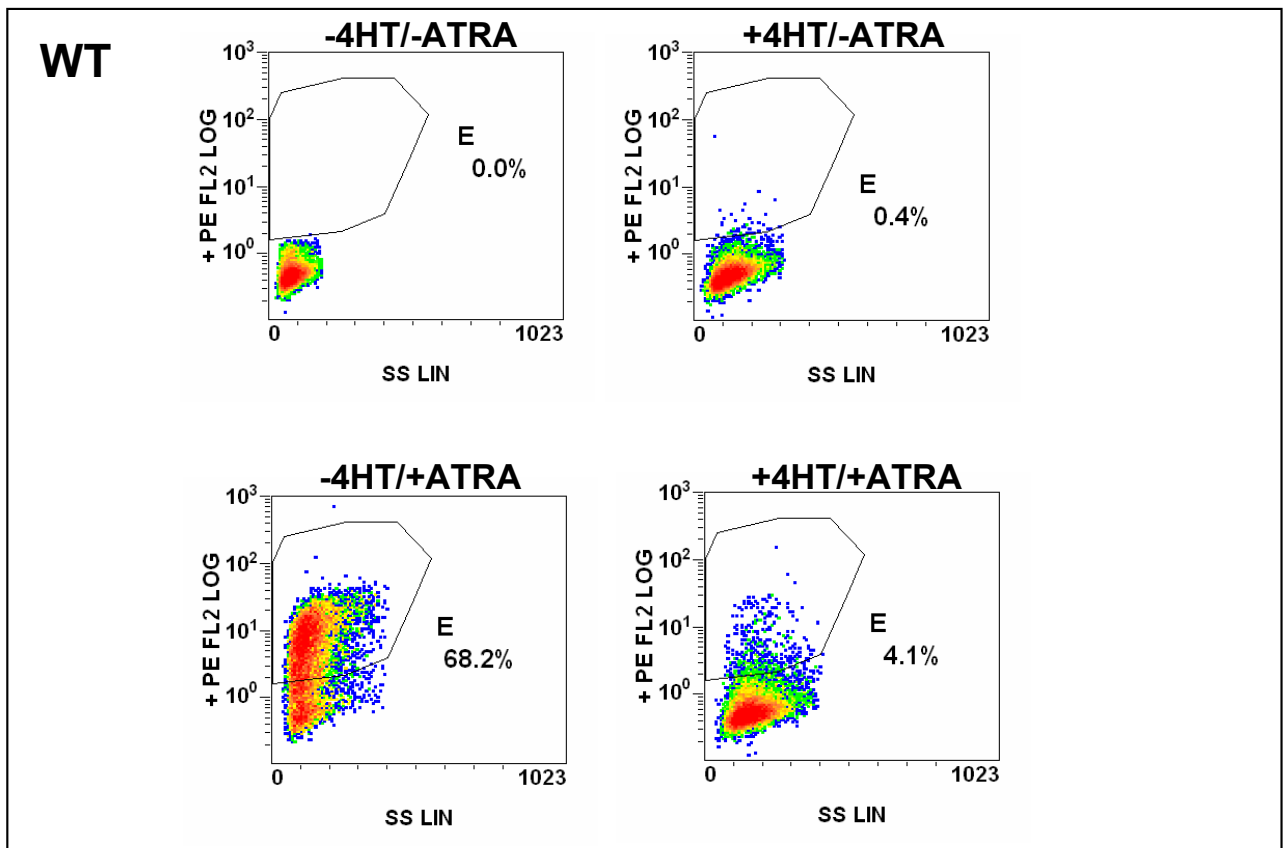 WT
-4HT/-ATRA
+ PE FL2 LOG
10³
10²
10¹
10⁰
E
0.0%
0
1023
SS LIN
+4HT/-ATRA
+ PE FL2 LOG
10³
10²
10¹
10⁰
E
0.4%
0
1023
SS LIN
-4HT/+ATRA
+ PE FL2 LOG
10³
10²
10¹
10⁰
E
68.2%
0
1023
SS LIN
+4HT/+ATRA
+ PE FL2 LOG
10³
10²
10¹
10⁰
E
4.1%
0
1023
SS LIN